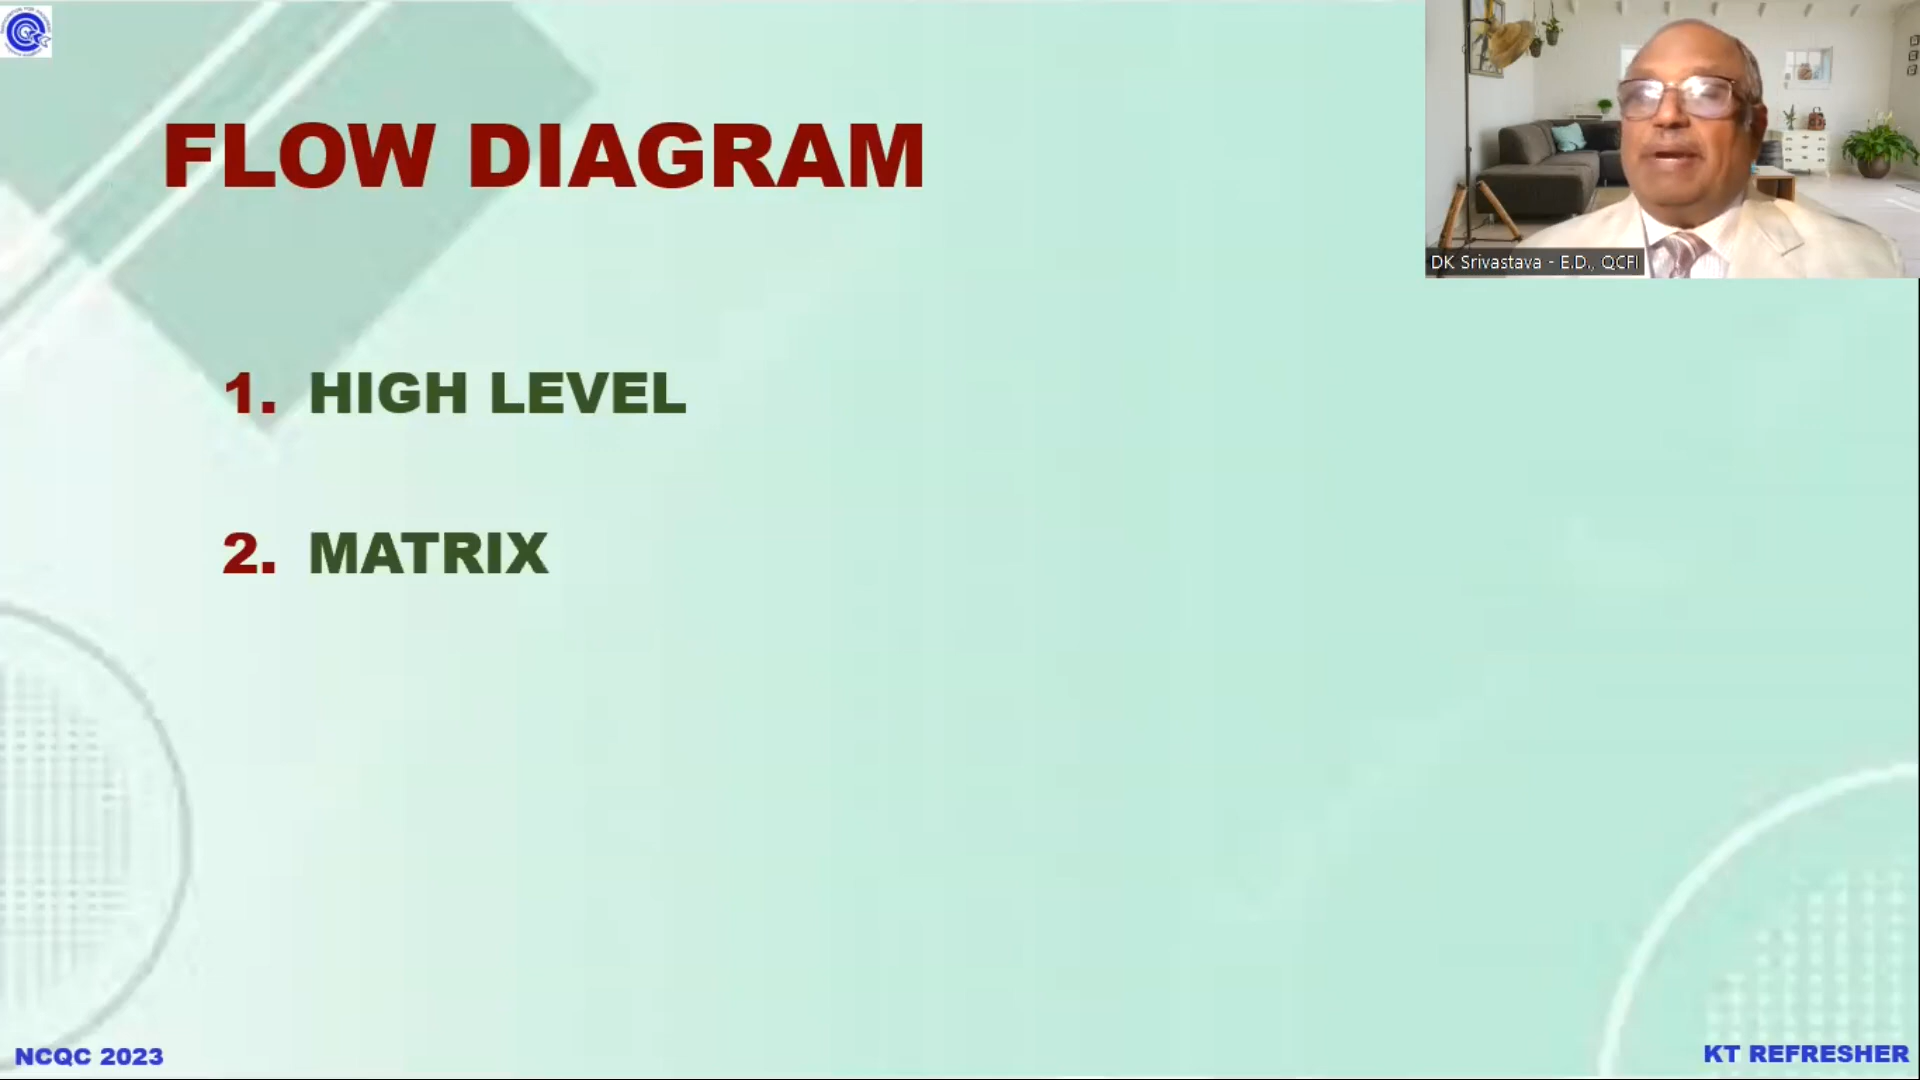 FLOW DIAGRAM
DK Srivastava - E.D., QCFI
1. HIGH LEVEL
2. MATRIX
NCQC 2023
KT REFRESHER